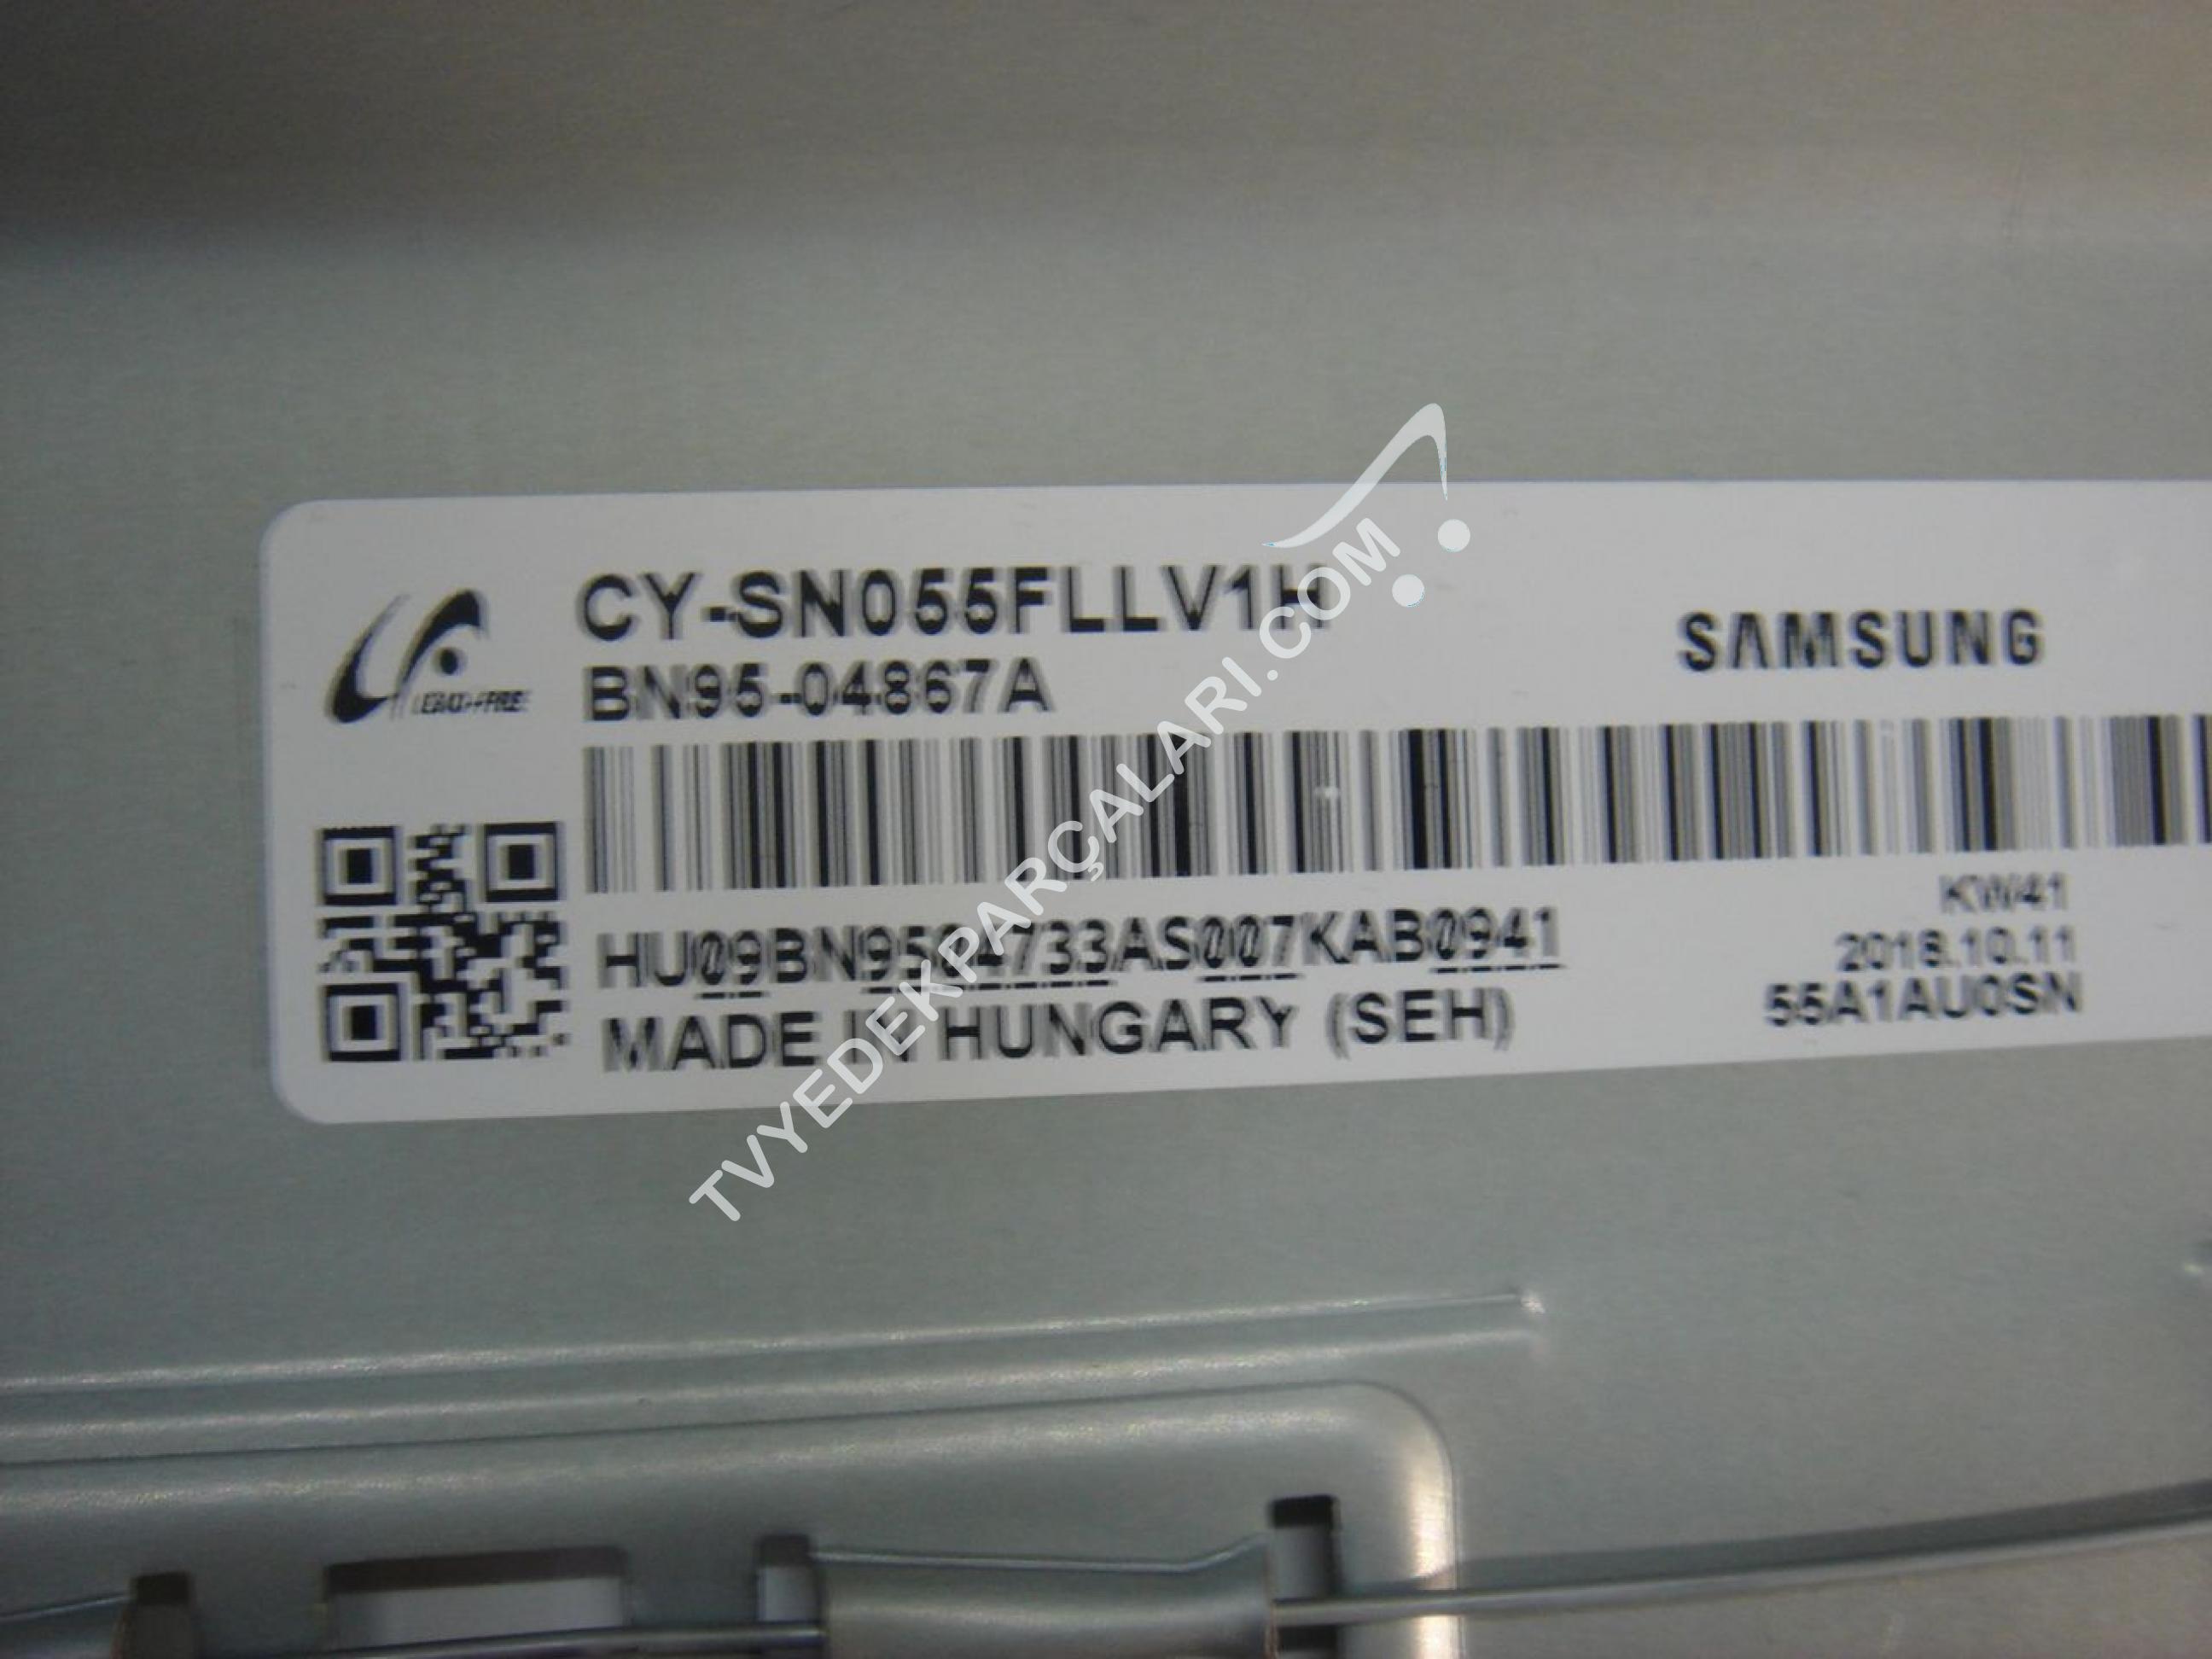 CY-SN055FLLV1H
BN95-04867A
SAMSUNG
LEAD-FREE
HU09BN9504733AS007KAB0941
MADE IN HUNGARY (SEH)
KW41
2018.10.11
55A1AU0SN
TVYEDEKPARÇALARI.COM